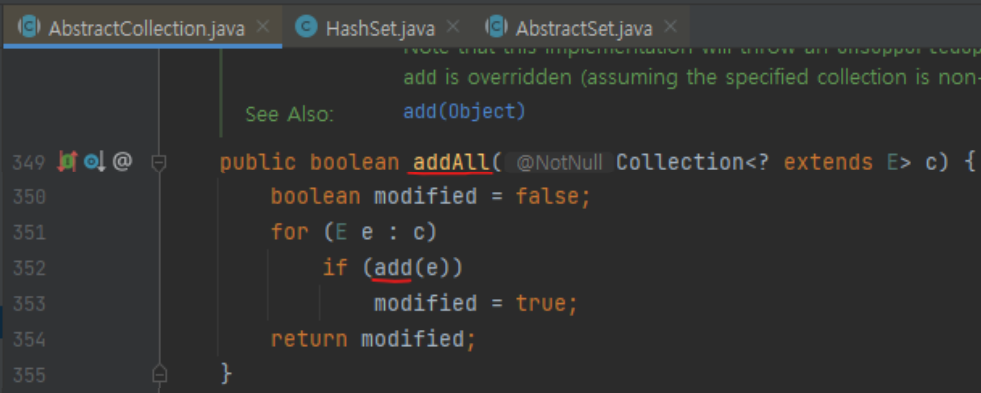 AbstractCollection.java HashSet.java AbstractSet.java
Note that this implementation will throw an
add is overridden (assuming the specified collection is non-
See Also: add(Object)
349 @ public boolean addAll( @NotNull Collection<? extends E> c) {
350 boolean modified = false;
351 for (E e : c)
352 if (add(e))
353 modified = true;
354 return modified;
355 }